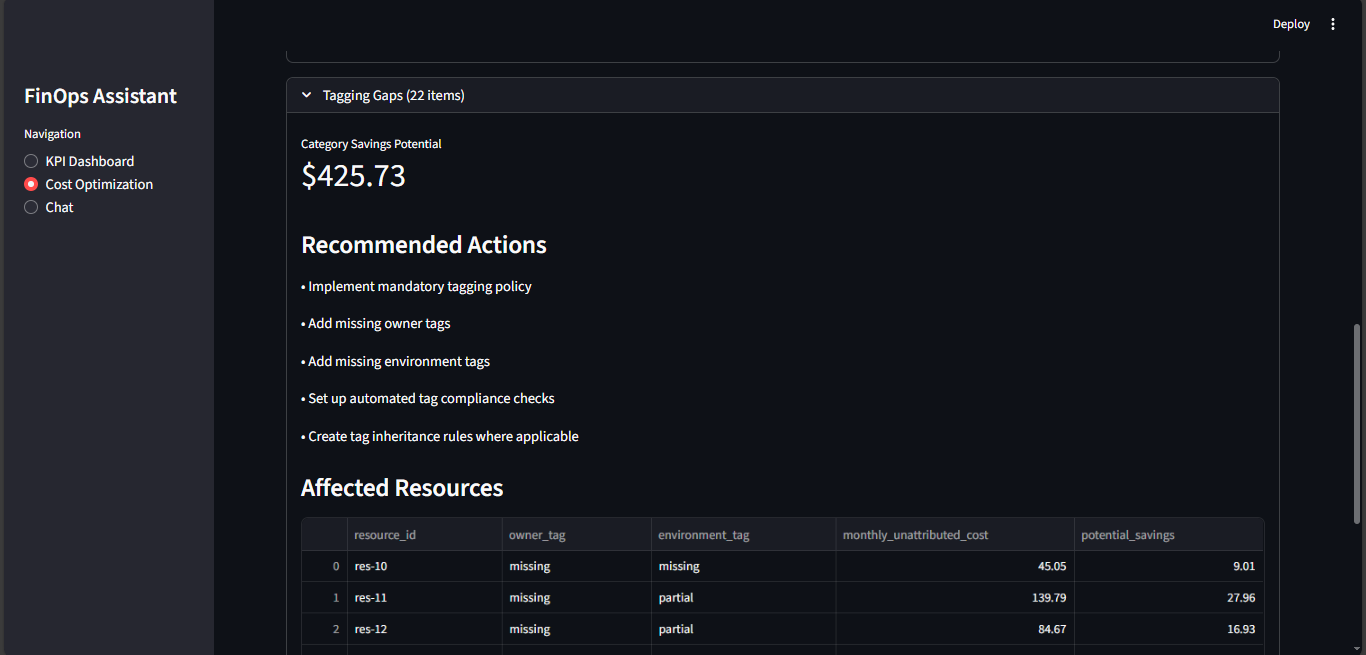 Deploy
FinOps Assistant
Navigation
KPI Dashboard
Cost Optimization
Chat
Tagging Gaps (22 items)
Category Savings Potential
$425.73
Recommended Actions
• Implement mandatory tagging policy
• Add missing owner tags
• Add missing environment tags
• Set up automated tag compliance checks
• Create tag inheritance rules where applicable
Affected Resources
resource_id owner_tag environment_tag monthly_unattributed_cost potential_savings
0 res-10 missing missing 45.05 9.01
1 res-11 missing partial 139.79 27.96
2 res-12 missing partial 84.67 16.93